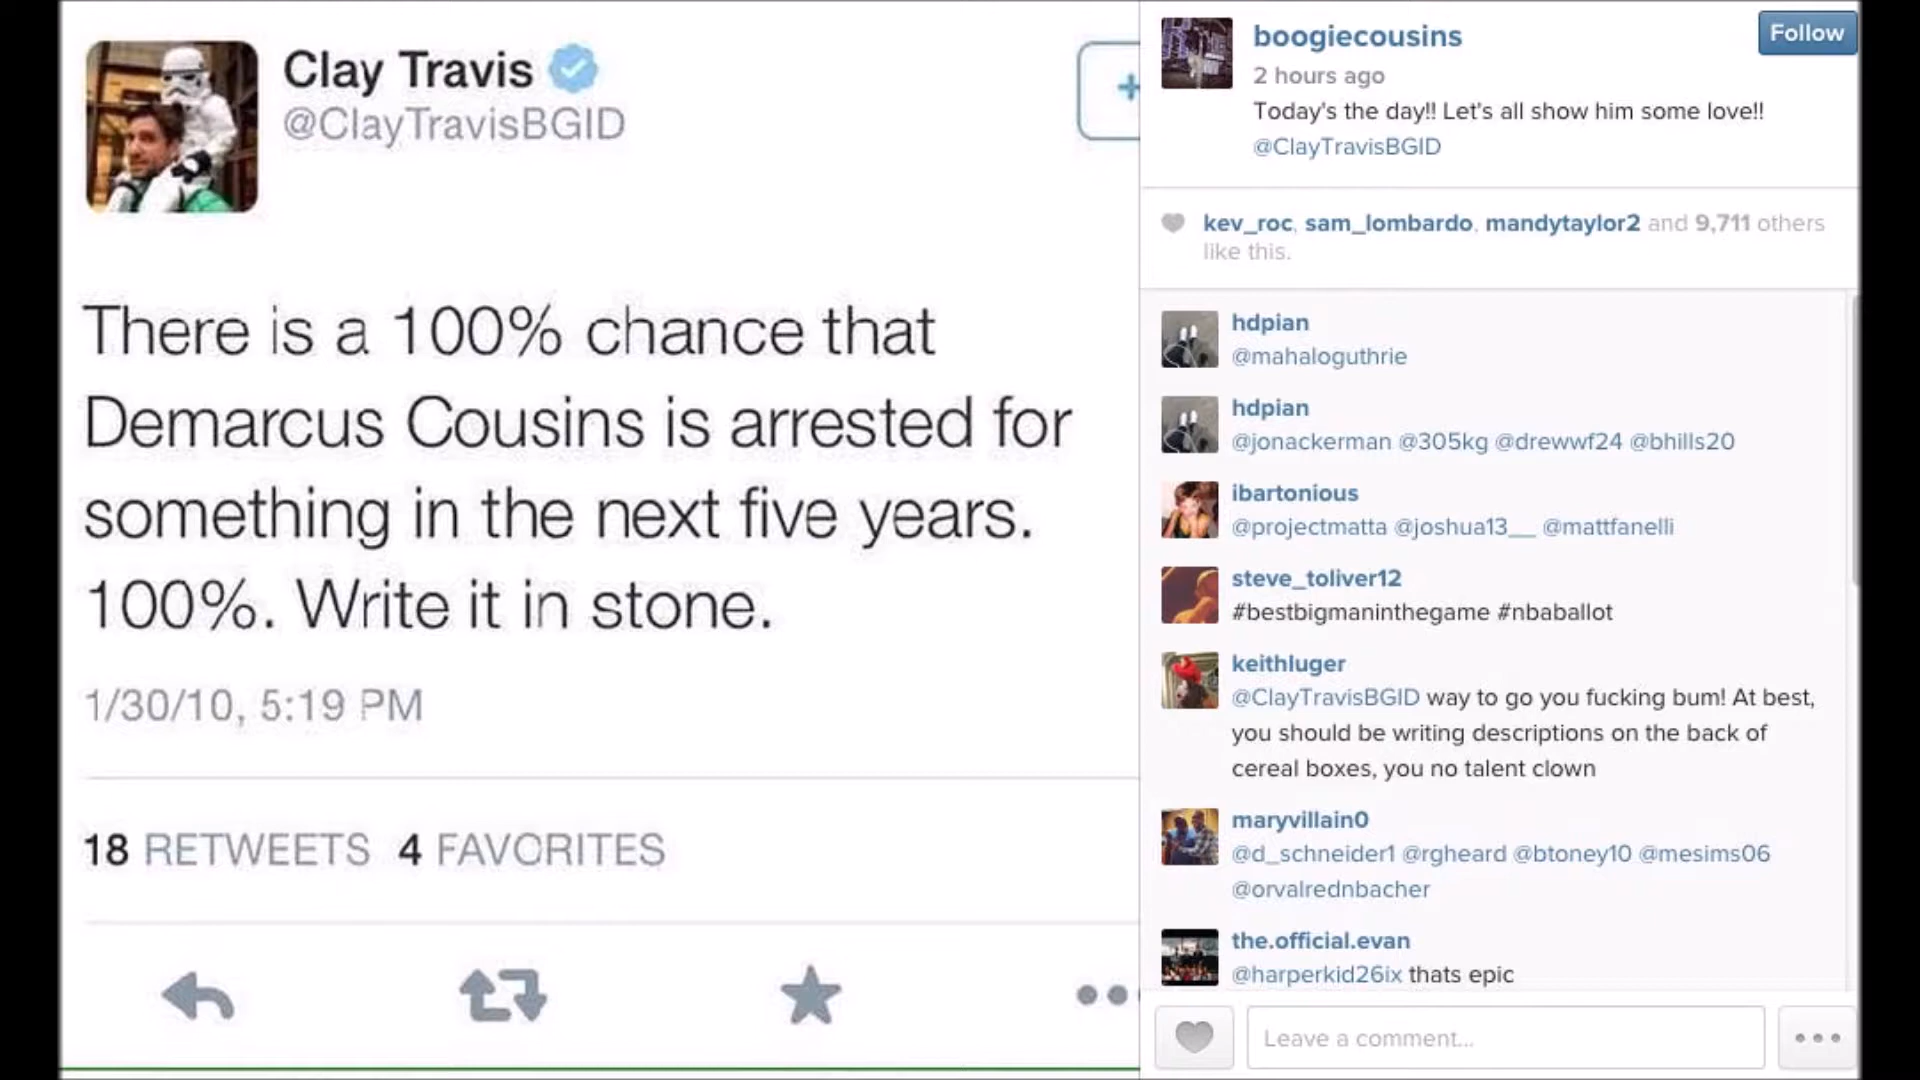 Clay Travis
@ClayTravisBGID
There is a 100% chance that
Demarcus Cousins is arrested for
something in the next five years.
100%. Write it in stone.
1/30/10, 5:19 PM
18 RETWEETS 4 FAVORITES
boogiecousins
Follow
2 hours ago
Today's the day!! Let's all show him some love!!
@ClayTravisBGID
kev_roc, sam_lombardo, mandytaylor2 and 9,711 others
like this.
hdpian
@mahaloguthrie
hdpian
@jonackerman @305kg @drewwf24 @bhills20
ibartonious
@projectmatta @joshua13__ @mattfanelli
steve_toliver12
#bestbigmaninthegame #nbaballot
keithluger
@ClayTravisBGID way to go you fucking bum! At best,
you should be writing descriptions on the back of
cereal boxes, you no talent clown
maryvillain0
@d_schneider1 @rgheard @btoney10 @mesims06
@orvalrednbacher
the.official.evan
@harperkid26ix thats epic
Leave a comment...